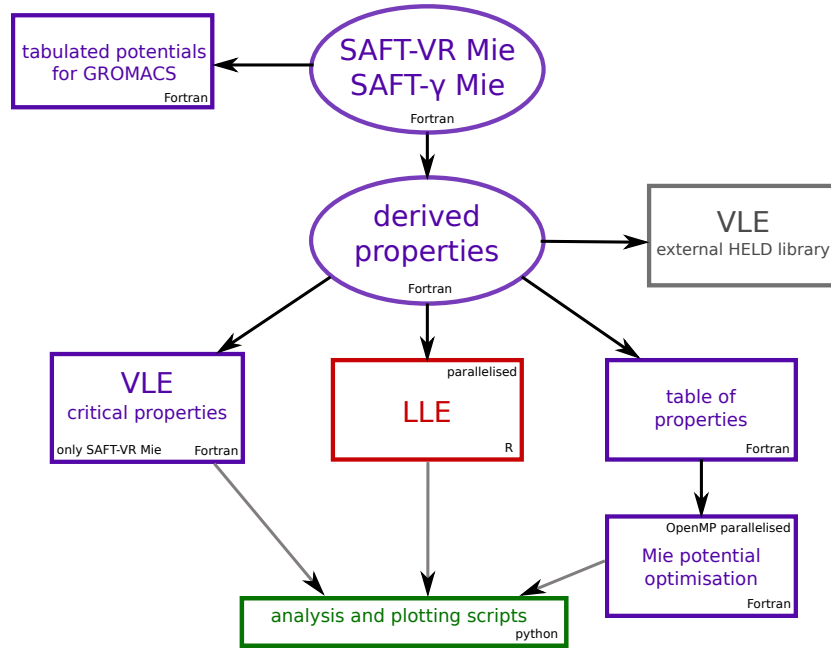 tabulated potentials
for GROMACS
Fortran
SAFT-VR Mie
SAFT-γ Mie
Fortran
derived
properties
Fortran
VLE
external HELD library
VLE
critical properties
only SAFT-VR Mie
Fortran
parallelised
LLE
R
table of
properties
Fortran
OpenMP parallelised
Mie potential
optimisation
Fortran
analysis and plotting scripts
python